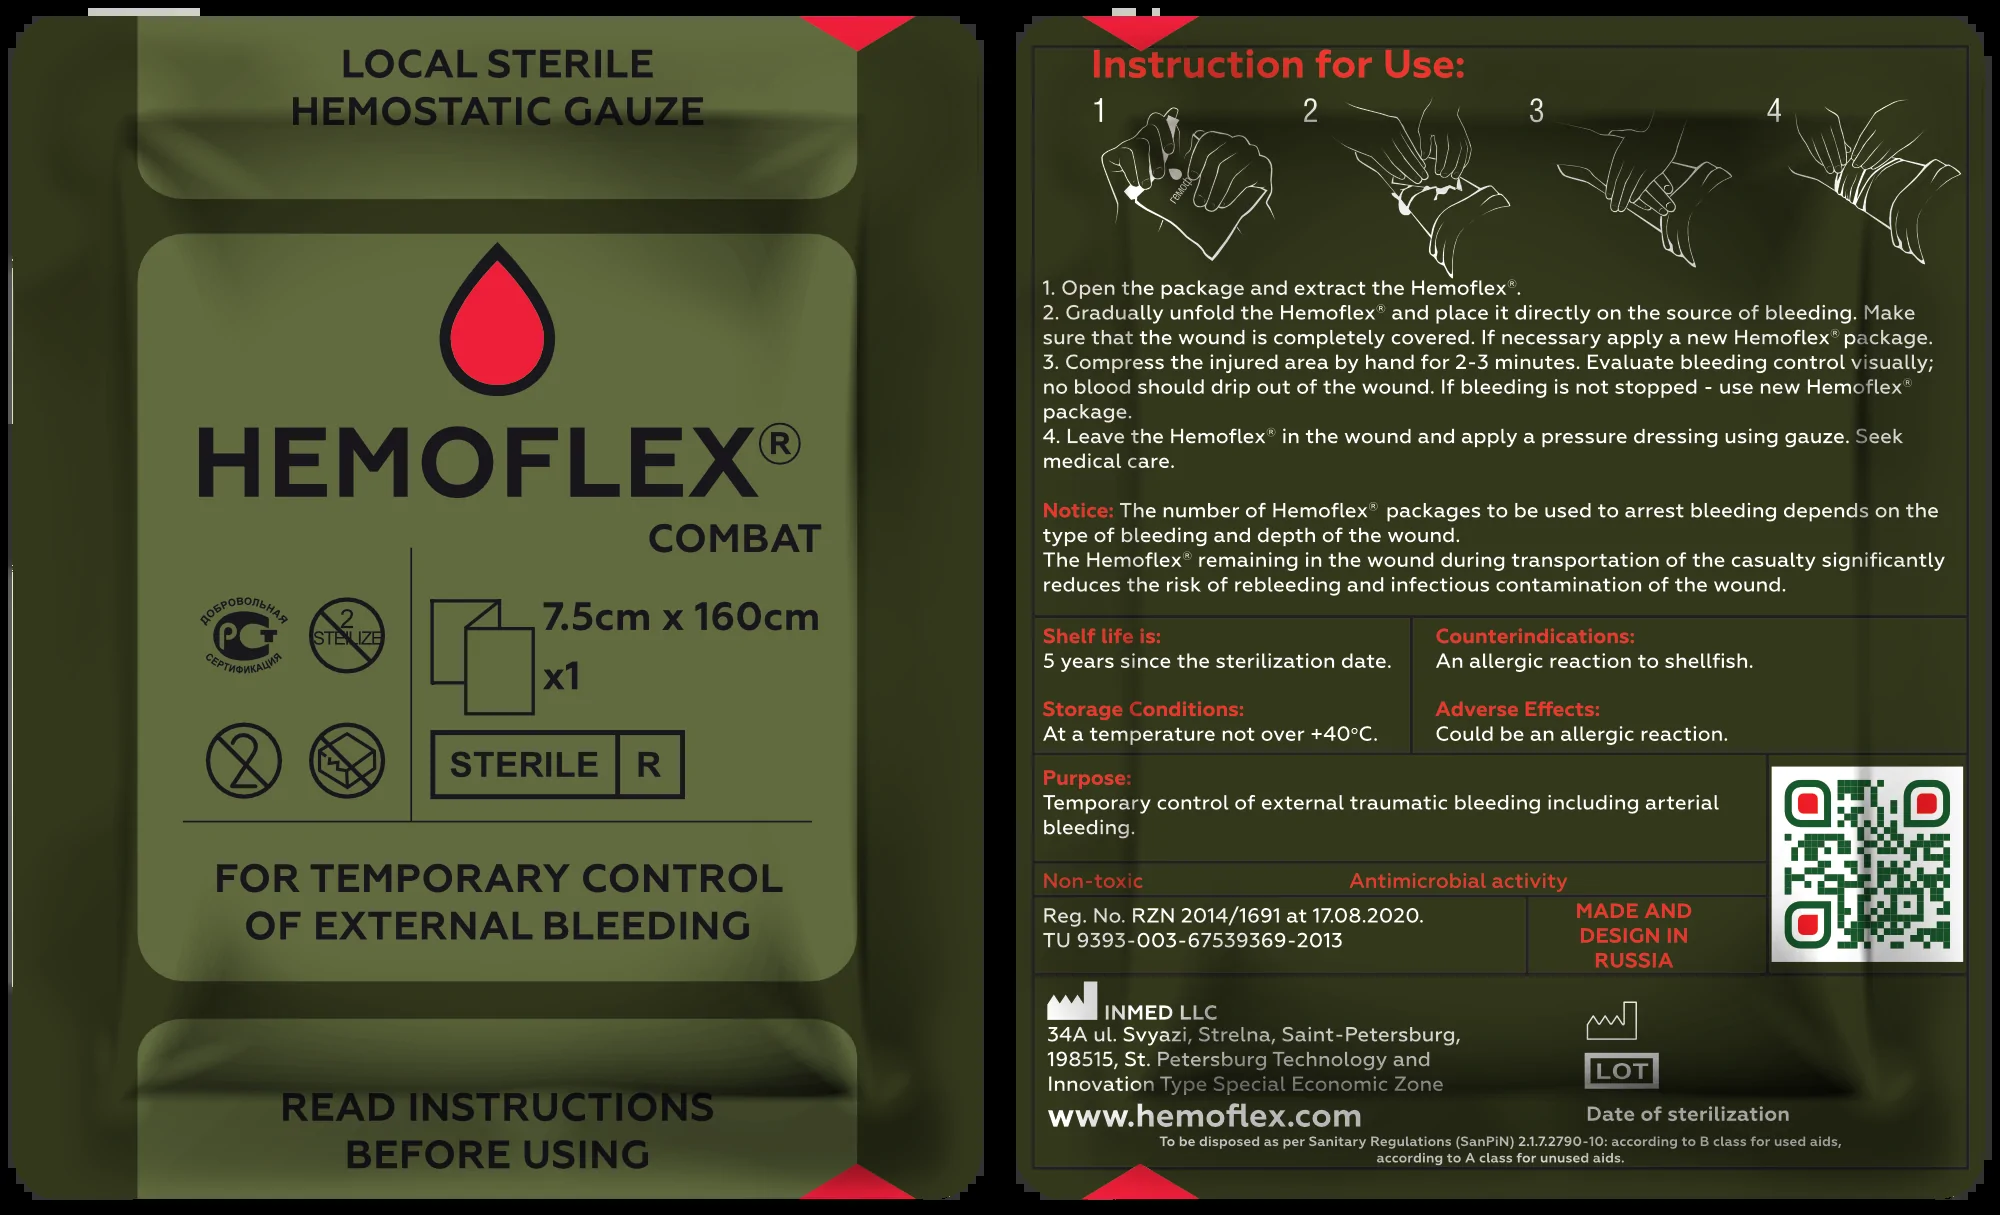 LOCAL STERILE
HEMOSTATIC GAUZE
HEMOFLEX®
COMBAT
ДОБРОВОЛЬНАЯ
РСТ
СЕРТИФИКАЦИЯ
2
STERILIZE
2
7.5cm x 160cm
x1
STERILE R
FOR TEMPORARY CONTROL
OF EXTERNAL BLEEDING
READ INSTRUCTIONS
BEFORE USING
Instruction for Use:
1 2 3 4
1. Open the package and extract the Hemoflex®.
2. Gradually unfold the Hemoflex® and place it directly on the source of bleeding. Make
sure that the wound is completely covered. If necessary apply a new Hemoflex® package.
3. Compress the injured area by hand for 2-3 minutes. Evaluate bleeding control visually;
no blood should drip out of the wound. If bleeding is not stopped - use new Hemoflex®
package.
4. Leave the Hemoflex® in the wound and apply a pressure dressing using gauze. Seek
medical care.
Notice: The number of Hemoflex® packages to be used to arrest bleeding depends on the
type of bleeding and depth of the wound.
The Hemoflex® remaining in the wound during transportation of the casualty significantly
reduces the risk of rebleeding and infectious contamination of the wound.
Shelf life is:
5 years since the sterilization date.
Storage Conditions:
At a temperature not over +40°C.
Counterindications:
An allergic reaction to shellfish.
Adverse Effects:
Could be an allergic reaction.
Purpose:
Temporary control of external traumatic bleeding including arterial
bleeding.
Non-toxic Antimicrobial activity
Reg. No. RZN 2014/1691 at 17.08.2020.
TU 9393-003-67539369-2013
MADE AND
DESIGN IN
RUSSIA
INMED LLC
34A ul. Svyazi, Strelna, Saint-Petersburg,
198515, St. Petersburg Technology and
Innovation Type Special Economic Zone
www.hemoflex.com
LOT
Date of sterilization
To be disposed as per Sanitary Regulations (SanPiN) 2.1.7.2790-10: according to B class for used aids,
according to A class for unused aids.